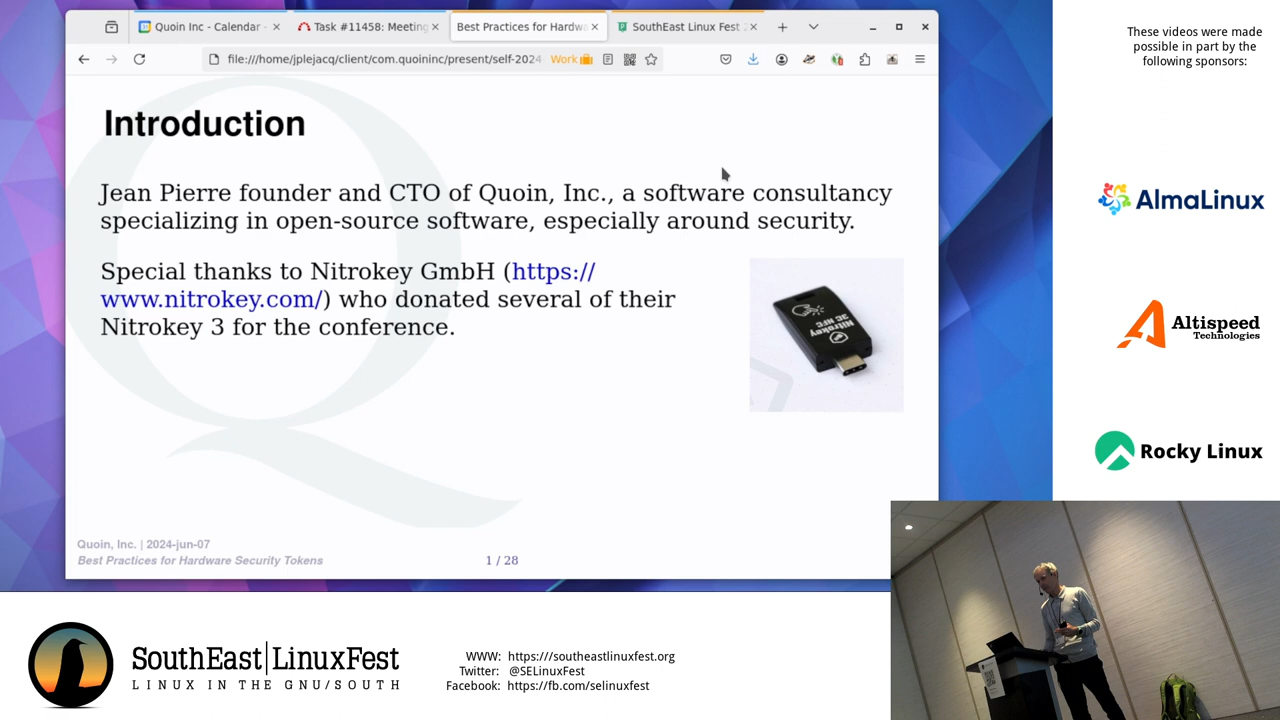 Quoin Inc - Calendar -
Task #11458: Meeting
Best Practices for Hardwa
SouthEast Linux Fest 2
file:///home/jplejacq/client/com.quoininc/present/self-2024-
Work
These videos were made
possible in part by the
following sponsors:
Introduction
Jean Pierre founder and CTO of Quoin, Inc., a software consultancy
specializing in open-source software, especially around security.
Special thanks to Nitrokey GmbH (https://
www.nitrokey.com/) who donated several of their
Nitrokey 3 for the conference.
Nitrokey
3C NFC
AlmaLinux
Altispeed
Technologies
Rocky Linux
Quoin, Inc. | 2024-jun-07
Best Practices for Hardware Security Tokens
1 / 28
SouthEast|LinuxFest
LINUX IN THE GNU/SOUTH
WWW: https://southeastlinuxfest.org
Twitter: @SELinuxFest
Facebook: https://fb.com/selinuxfest